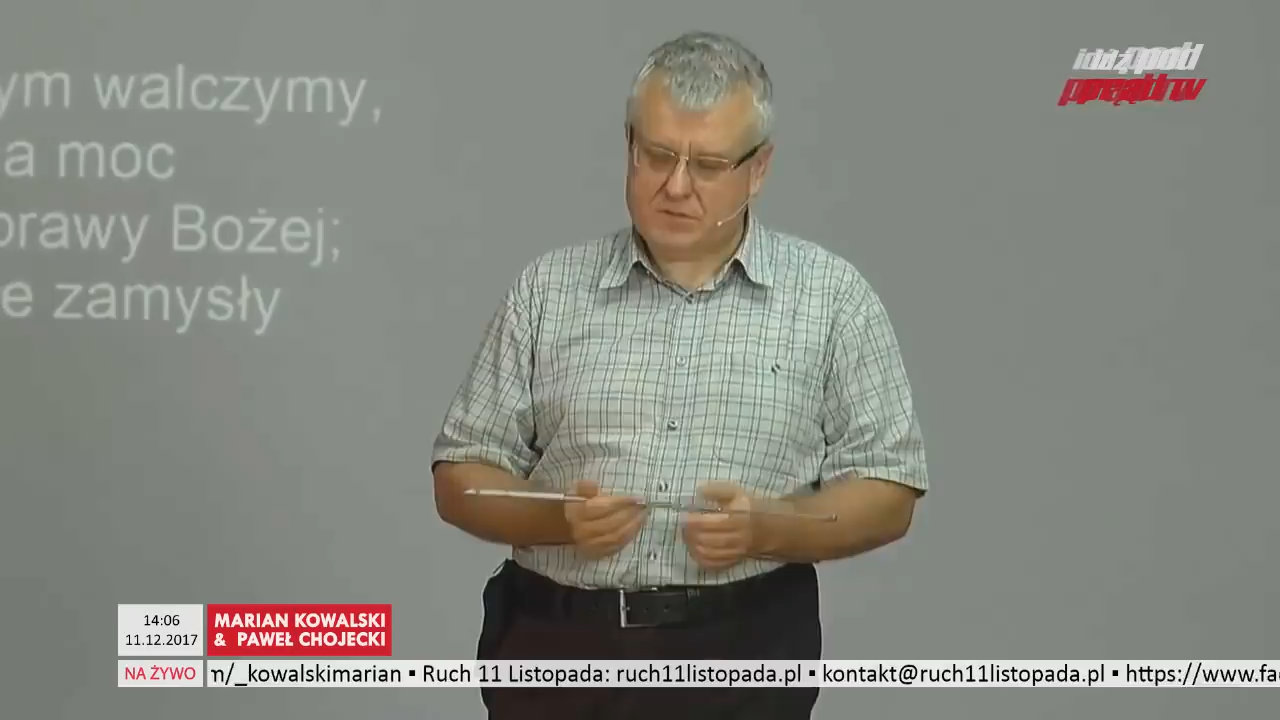 ym walczymy,
a moc
prawy Bożej;
e zamysły
idź pod
prąd tv
14:06
11.12.2017
MARIAN KOWALSKI
& PAWEŁ CHOJECKI
NA ŻYWO
m/_kowalskimarian ▪ Ruch 11 Listopada: ruch11listopada.pl ▪ kontakt@ruch11listopada.pl ▪ https://www.fac